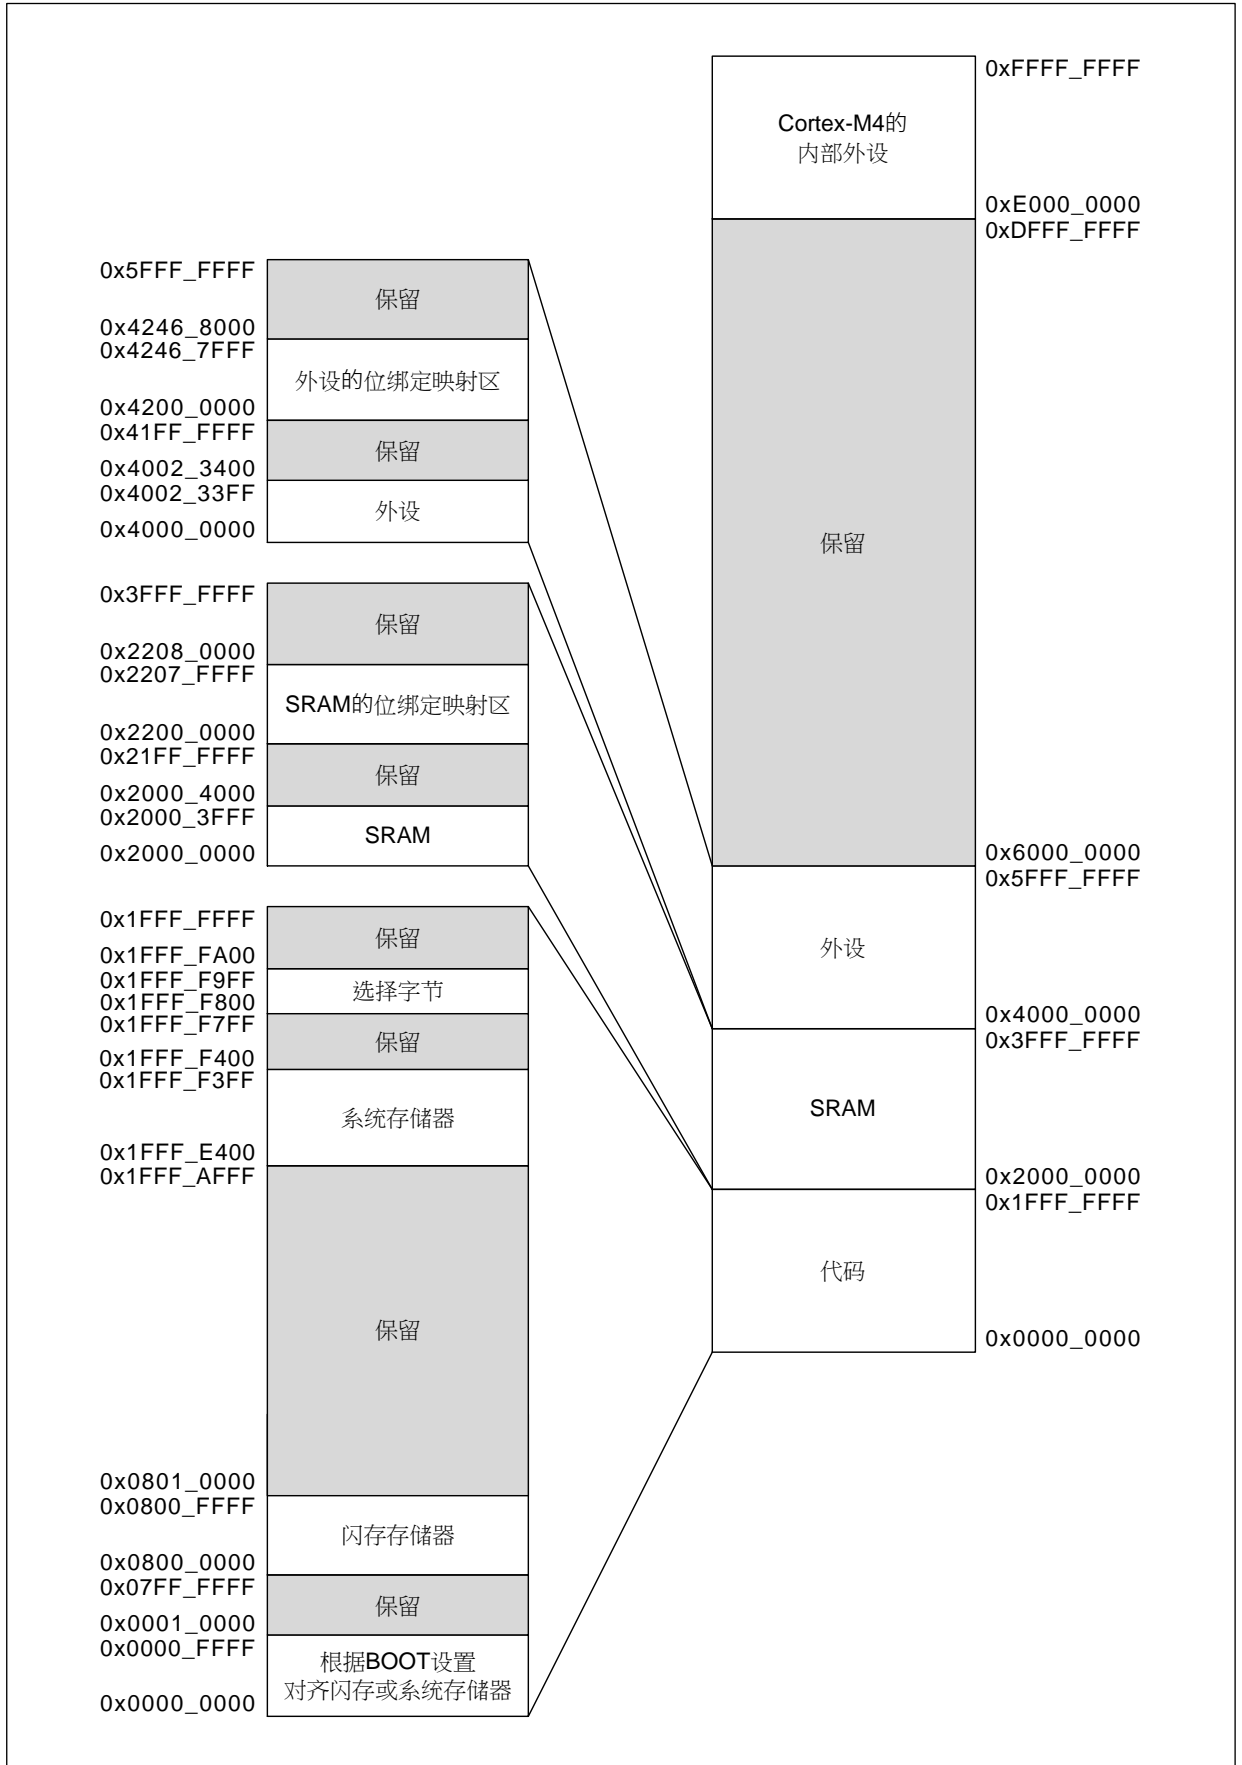 0xFFFF_FFFF
Cortex-M4的
内部外设
0xE000_0000
0xDFFF_FFFF
保留
0x6000_0000
0x5FFF_FFFF
外设
0x4000_0000
0x3FFF_FFFF
SRAM
0x2000_0000
0x1FFF_FFFF
代码
0x0000_0000
0x5FFF_FFFF
保留
0x4246_8000
0x4246_7FFF
外设的位绑定映射区
0x4200_0000
0x41FF_FFFF
保留
0x4002_3400
0x4002_33FF
外设
0x4000_0000
0x3FFF_FFFF
保留
0x2208_0000
0x2207_FFFF
SRAM的位绑定映射区
0x2200_0000
0x21FF_FFFF
保留
0x2000_4000
0x2000_3FFF
SRAM
0x2000_0000
0x1FFF_FFFF
保留
0x1FFF_FA00
0x1FFF_F9FF
选择字节
0x1FFF_F800
0x1FFF_F7FF
保留
0x1FFF_F400
0x1FFF_F3FF
系统存储器
0x1FFF_E400
0x1FFF_AFFF
保留
0x0801_0000
0x0800_FFFF
闪存存储器
0x0800_0000
0x07FF_FFFF
保留
0x0001_0000
0x0000_FFFF
根据BOOT设置
对齐闪存或系统存储器
0x0000_0000